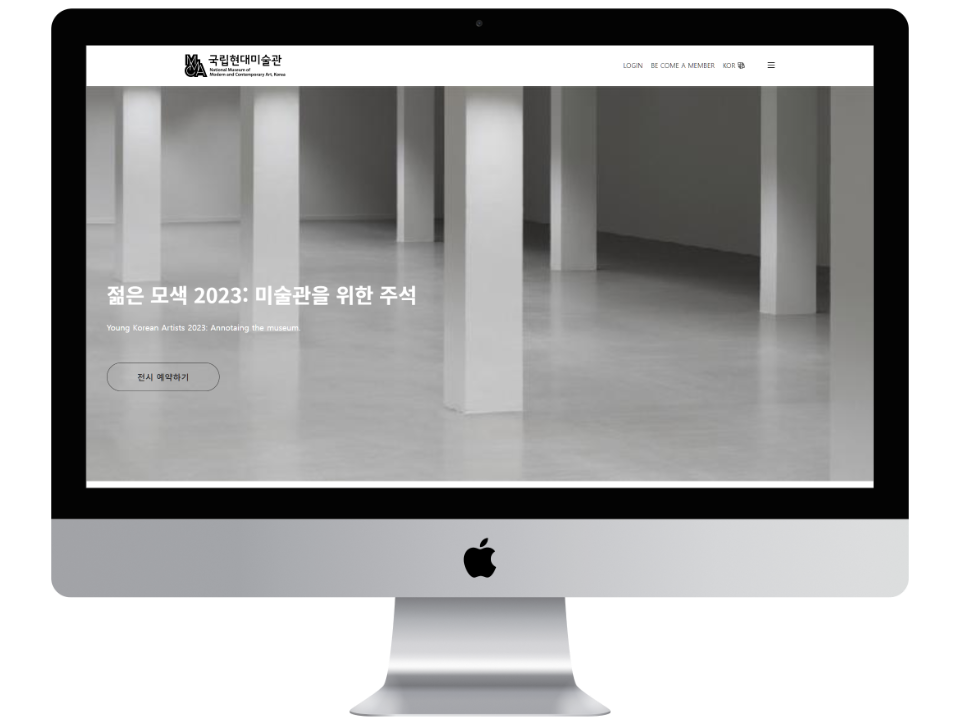 MMCA 국립현대미술관
National Museum of
Modern and Contemporary Art, Korea
LOGIN BE COME A MEMBER KOR
젊은 모색 2023: 미술관을 위한 주석
Young Korean Artists 2023: Annotaing the museum
전시 예약하기